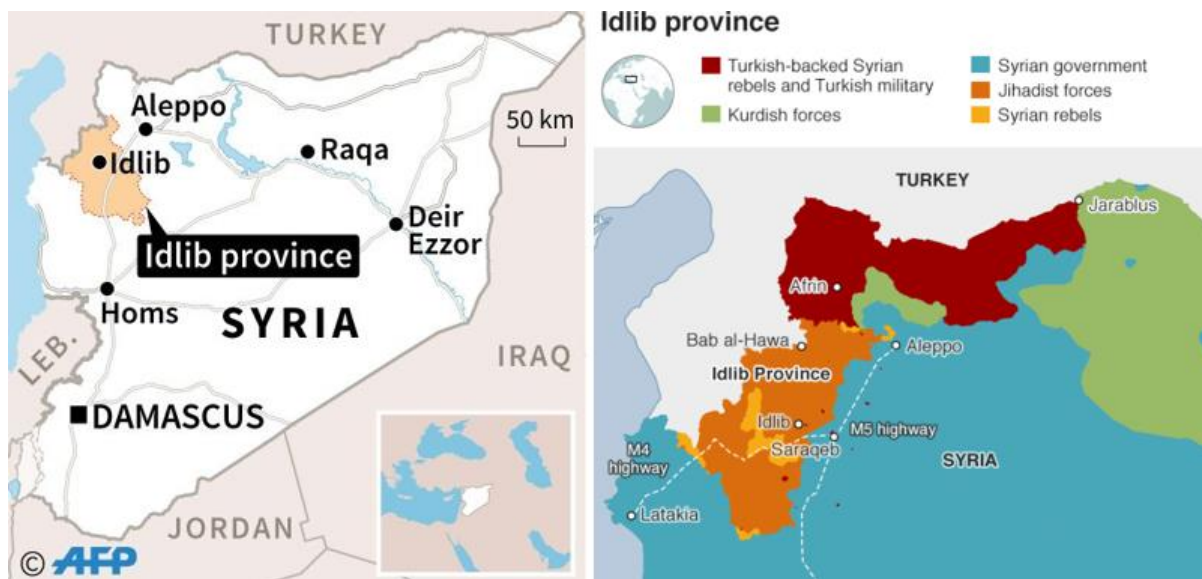 TURKEY
Aleppo
50 km
Idlib
Raqa
Deir
Ezzor
Idlib province
Homs
SYRIA
LEB.
IRAQ
DAMASCUS
JORDAN
© AFP
Idlib province
Turkish-backed Syrian
rebels and Turkish military
Kurdish forces
Syrian government
Jihadist forces
Syrian rebels
TURKEY
Jarablus
Afrin
Bab al-Hawa
Aleppo
Idlib Province
Idlib
M5 highway
Saraqeb
M4
highway
SYRIA
Latakia